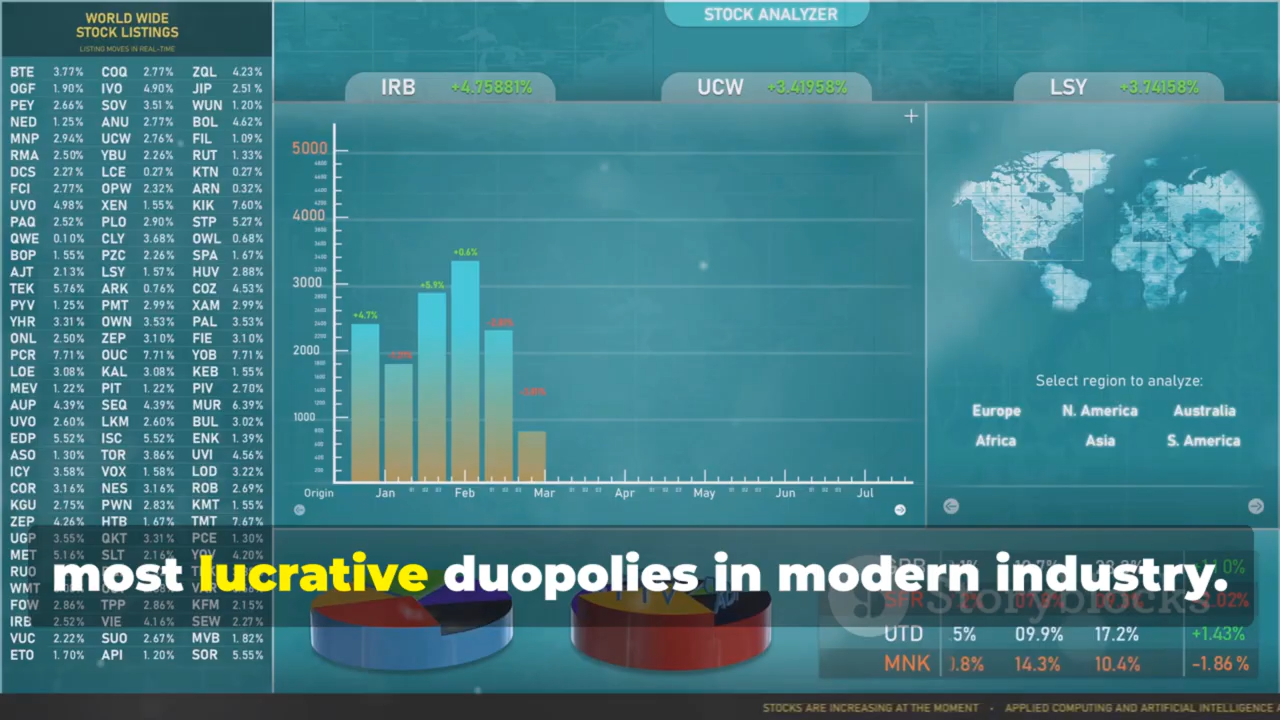 WORLD WIDE
STOCK LISTINGS
LISTING MOVES IN REAL-TIME
BTE 3.77% COQ 2.77% ZQL 4.23%
OGF 1.90% IVO 4.90% JIP 2.51%
PEY 2.66% SOV 3.51% WUN 1.20%
NED 1.25% ANU 2.77% BOL 4.62%
MNP 2.94% UCW 2.76% FIL 1.09%
RMA 2.50% YBU 2.26% RUT 1.33%
DCS 2.27% LCE 0.27% KTN 0.27%
FCI 2.77% OPW 2.32% ARN 0.32%
UVO 4.98% XEN 1.55% KIK 7.60%
PAQ 2.52% PLO 2.90% STP 5.27%
QWE 0.10% CLY 3.68% OWL 0.68%
BOP 1.55% PZC 2.26% SPA 1.67%
AJT 2.13% LSY 1.57% HUV 2.88%
TEK 5.76% ARK 0.76% COZ 4.53%
PYV 1.25% PMT 2.99% XAM 2.99%
YHR 3.31% OWN 3.53% PAL 3.53%
ONL 2.50% ZEP 3.10% FIE 3.10%
PCR 7.71% OUC 7.71% YOB 7.71%
LOE 3.08% KAL 3.08% KEB 1.55%
MEV 1.22% PIT 1.22% PIV 2.70%
AUP 4.39% SEQ 4.39% MUR 6.39%
UVO 2.60% LKM 2.60% BUL 3.02%
EDP 5.52% ISC 5.52% ENK 1.39%
ASO 1.30% TOR 3.86% UVI 4.56%
ICY 3.58% VOX 1.58% LOD 3.22%
COR 3.16% NES 3.16% ROB 2.69%
KGU 2.75% PWN 2.83% KMT 1.55%
ZEP 4.26% HTB 1.67% TMT 7.67%
UGP 3.55% QKT 3.31% PCE 1.30%
MET 5.16% SLT 2.16% YOV 4.20%
RUO
WMT
FOW 2.86% TPP 2.86% KFM 2.15%
IRB 2.52% VIE 4.16% SEW 2.27%
VUC 2.22% SUO 2.67% MVB 1.82%
ETO 1.70% API 1.20% SOR 5.55%
STOCK ANALYZER
IRB +4.75881% UCW +3.41958% LSY +3.74158%
5000
4000
3000
2000
1000
+4.7%
+5.9%
+0.6%
Origin Jan Feb Mar Apr May Jun Jul
Select region to analyze:
Europe N. America Australia
Africa Asia S. America
most lucrative duopolies in modern industry.
Storyblocks
UTD 5% 09.9% 17.2% +1.43%
MNK 14.3% 10.4% -1.86%
STOCKS ARE INCREASING AT THE MOMENT - APPLIED COMPUTING AND ARTIFICIAL INTELLIGENCE